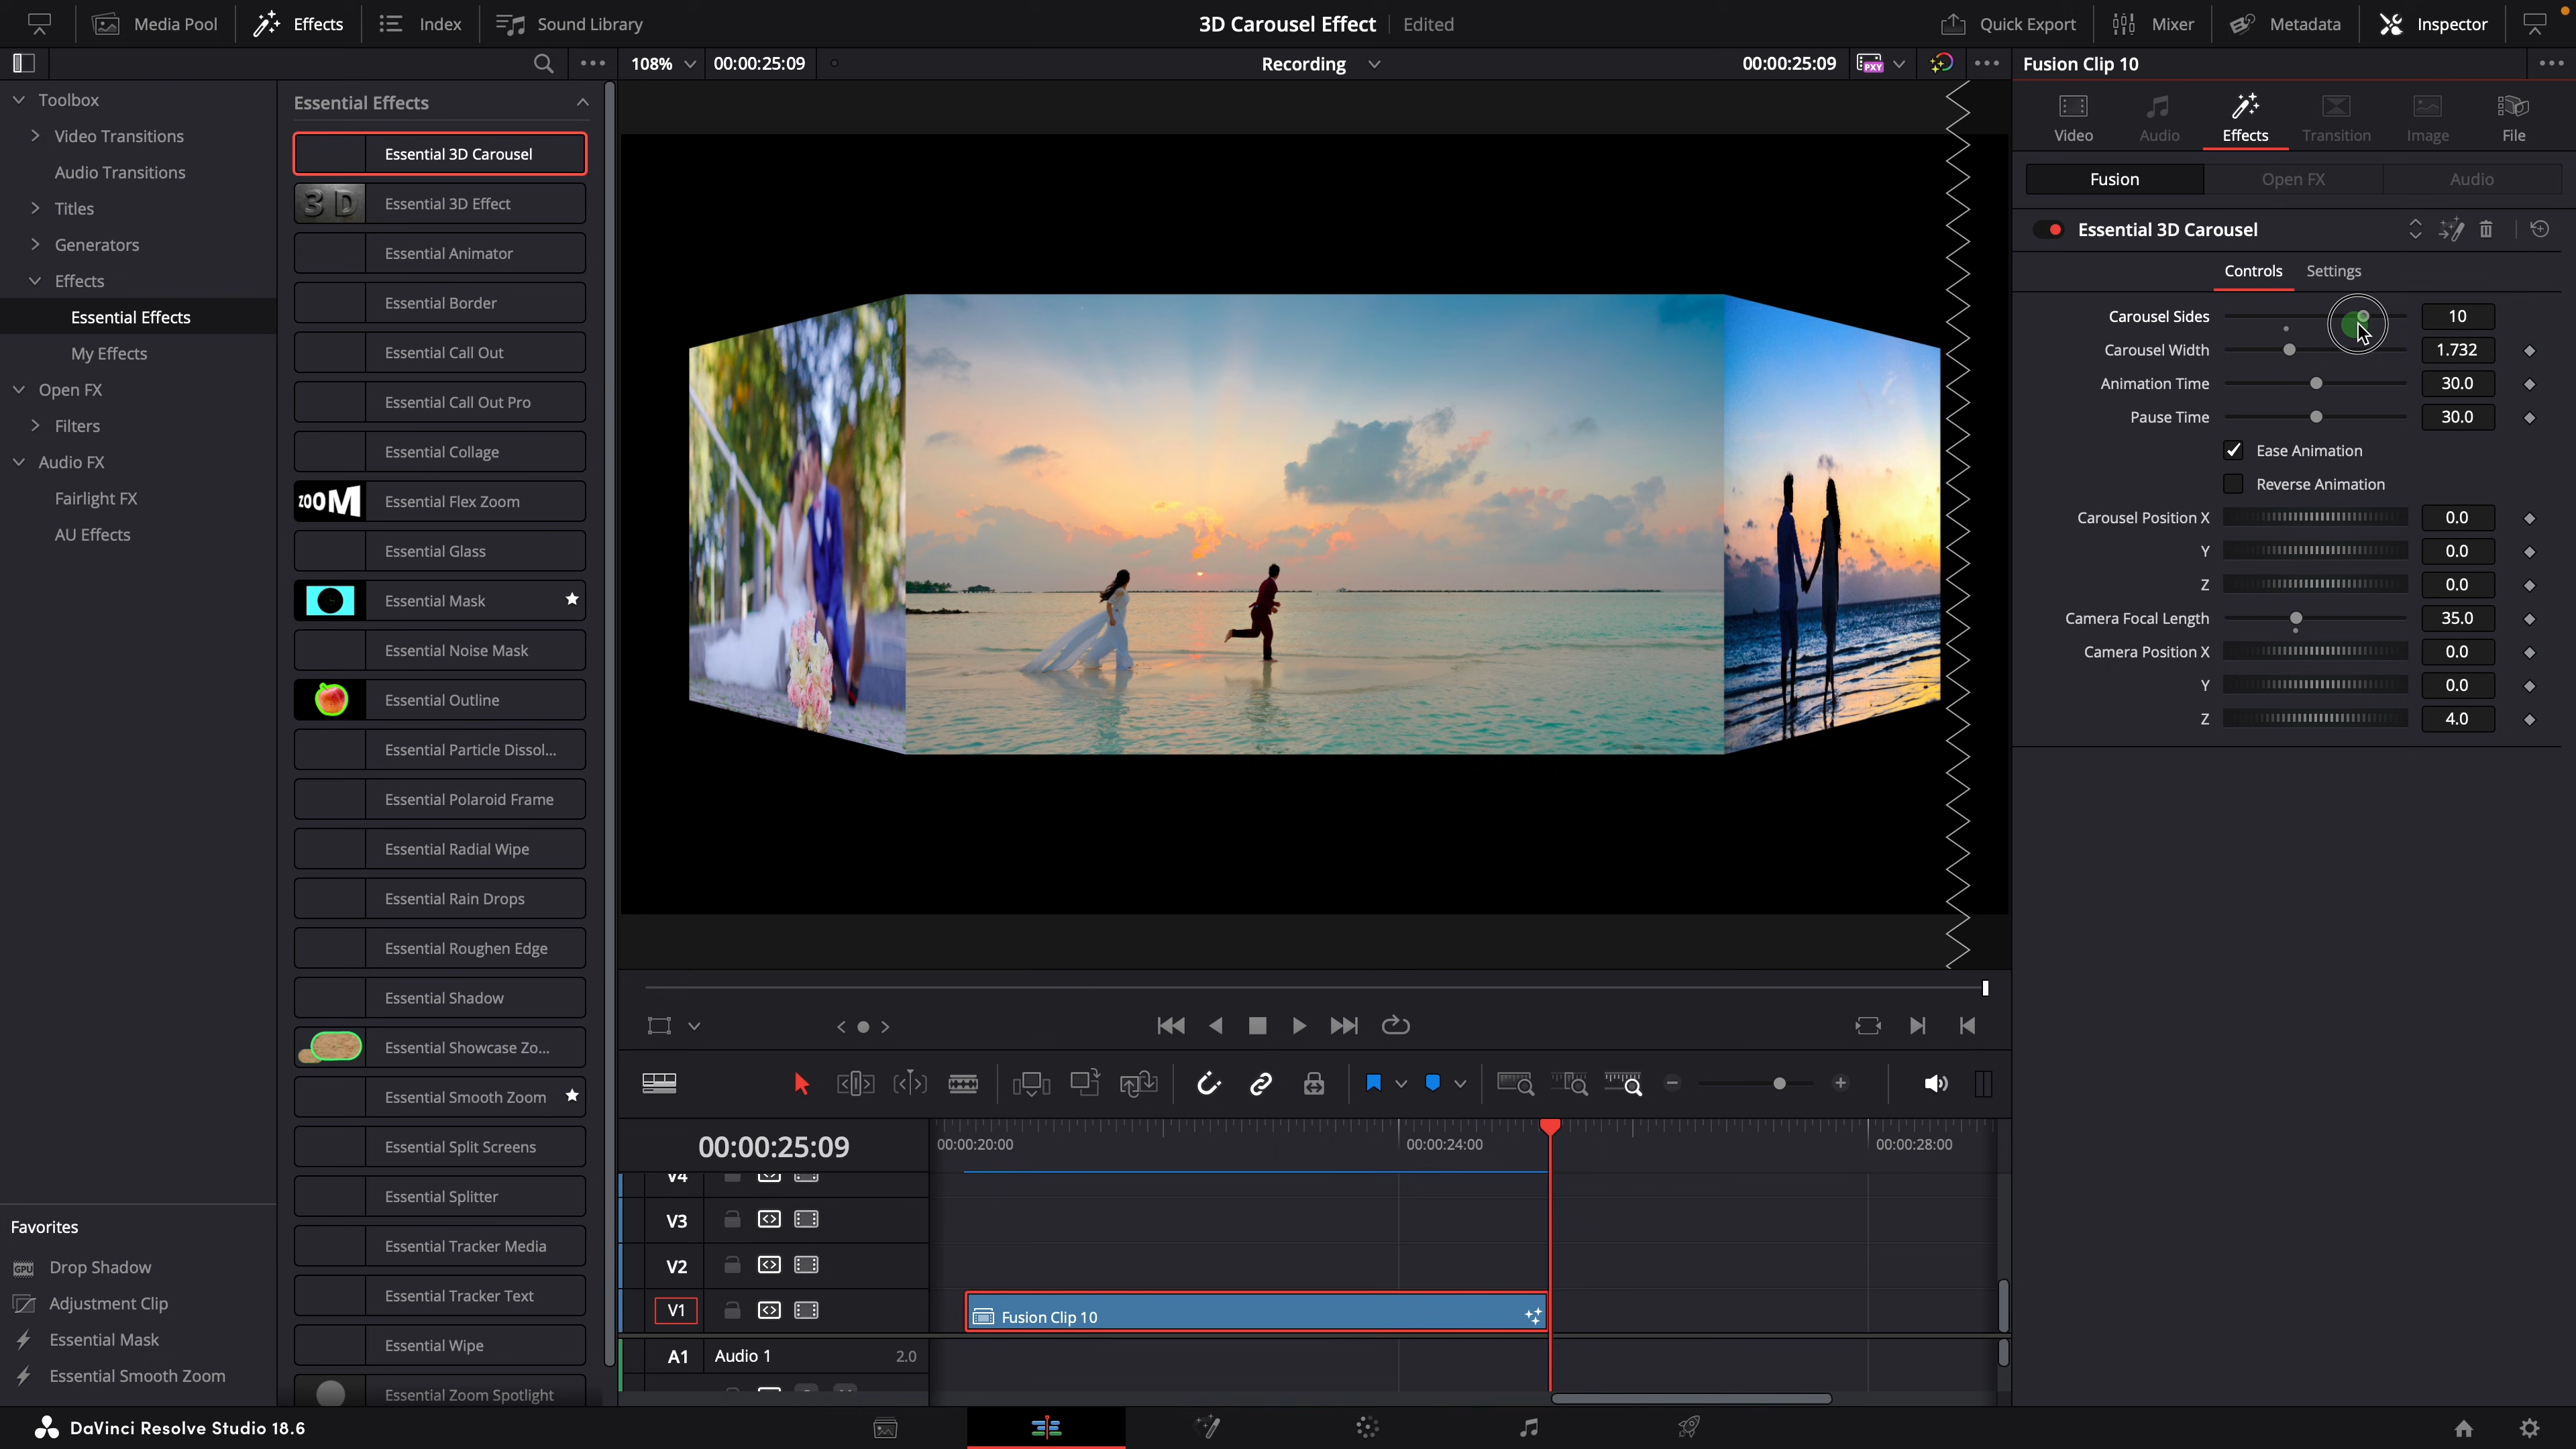 Media Pool
Effects
Index
Sound Library
3D Carousel Effect
Edited
Quick Export
Mixer
Metadata
Inspector
108%
00:00:25:09
Recording
00:00:25:09
PXY
Fusion Clip 10
Toolbox
Video Transitions
Audio Transitions
Titles
Generators
Effects
Essential Effects
My Effects
Open FX
Filters
Audio FX
Fairlight FX
AU Effects
Favorites
GPU
Drop Shadow
Adjustment Clip
Essential Mask
Essential Smooth Zoom
Essential Effects
Essential 3D Carousel
3D
Essential 3D Effect
Essential Animator
Essential Border
Essential Call Out
Essential Call Out Pro
Essential Collage
ZOOM
Essential Flex Zoom
Essential Glass
Essential Mask
Essential Noise Mask
Essential Outline
Essential Particle Dissol...
Essential Polaroid Frame
Essential Radial Wipe
Essential Rain Drops
Essential Roughen Edge
Essential Shadow
Essential Showcase Zo...
Essential Smooth Zoom
Essential Split Screens
Essential Splitter
Essential Tracker Media
Essential Tracker Text
Essential Wipe
Essential Zoom Spotlight
Video
Audio
Effects
Transition
Image
File
Fusion
Open FX
Audio
Essential 3D Carousel
Controls
Settings
Carousel Sides 10
Carousel Width 1.732
Animation Time 30.0
Pause Time 30.0
Ease Animation
Reverse Animation
Carousel Position X 0.0
Y 0.0
Z 0.0
Camera Focal Length 35.0
Camera Position X 0.0
Y 0.0
Z 4.0
00:00:25:09
00:00:20:00
00:00:24:00
00:00:28:00
V4
V3
V2
V1
Fusion Clip 10
A1
Audio 1
2.0
DaVinci Resolve Studio 18.6